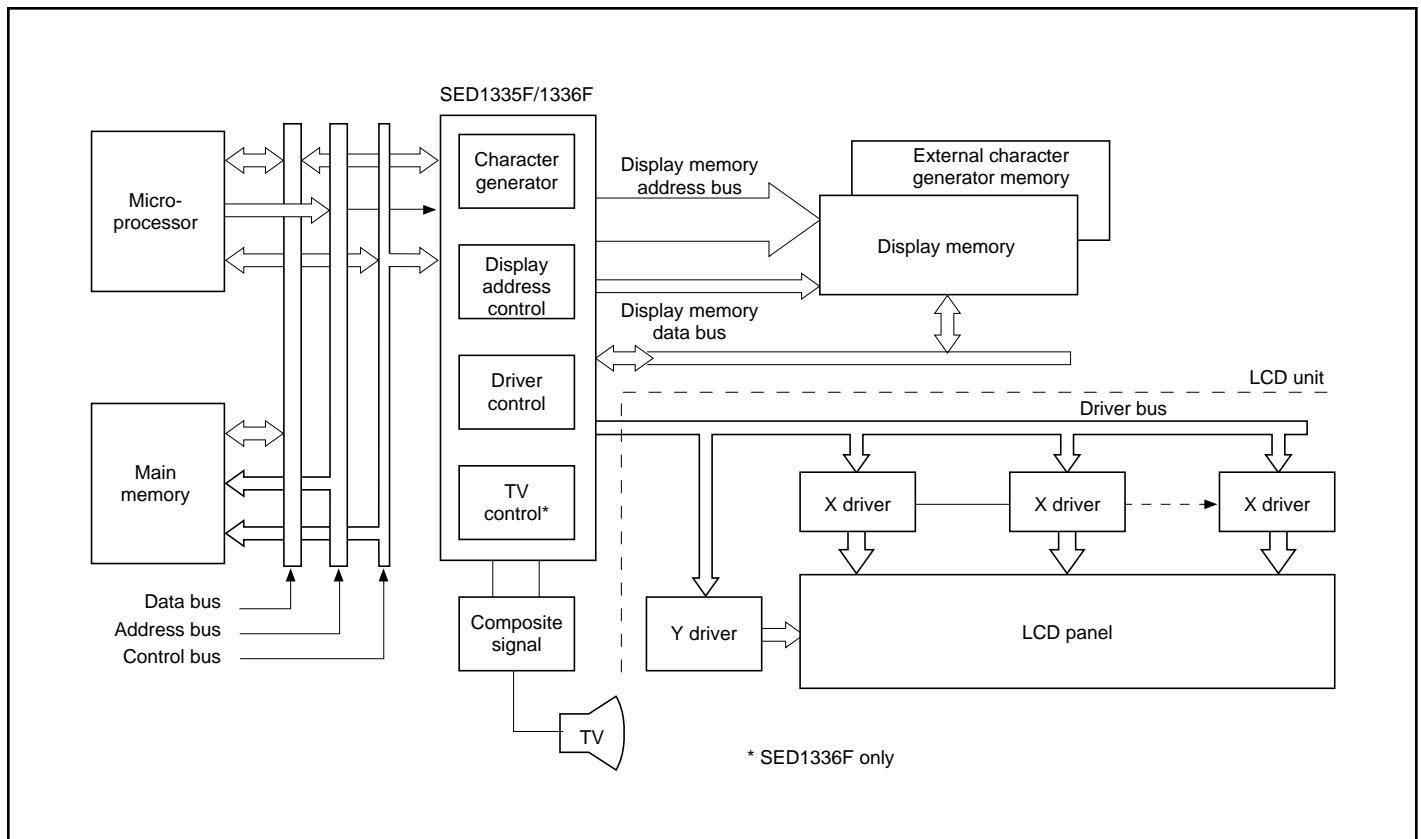 SED1335F/1336F
Micro-
processor
Character
generator
Display memory
address bus
External character
generator memory
Display memory
Display
address
control
Display memory
data bus
Driver
control
LCD unit
Driver bus
Main
memory
TV
control*
X driver
X driver
X driver
Data bus
Address bus
Control bus
Composite
signal
Y driver
LCD panel
TV
* SED1336F only